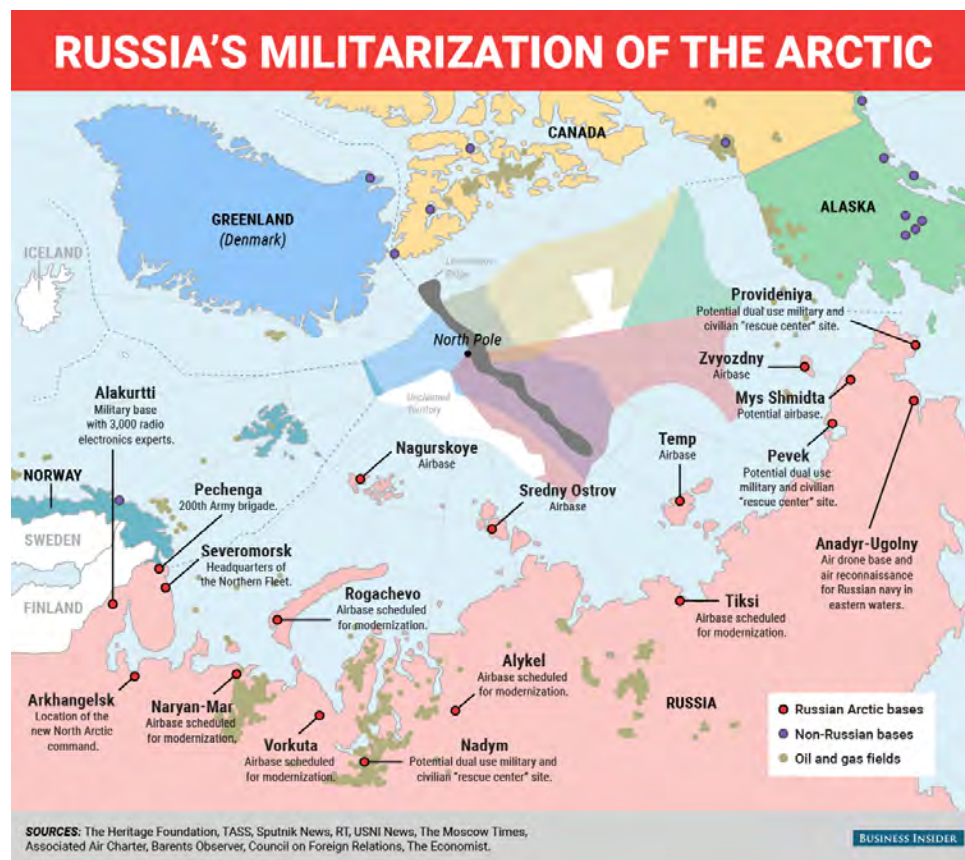 RUSSIA'S MILITARIZATION OF THE ARCTIC
CANADA
GREENLAND
(Denmark)
ALASKA
ICELAND
Lomonosov
Ridge
North Pole
Unclaimed
Territory
Provideniya
Potential dual use military and
civilian "rescue center" site.
Zvyozdny
Airbase
Mys Shmidta
Potential airbase.
Alakurtti
Military base
with 3,000 radio
electronics experts.
Nagurskoye
Airbase
Temp
Airbase
Pevek
Potential dual use
military and civilian
"rescue center" site.
NORWAY
Pechenga
200th Army brigade.
Sredny Ostrov
Airbase
SWEDEN
Severomorsk
Headquarters of
the Northern Fleet.
Anadyr-Ugolny
Air drone base and
air reconnaissance
for Russian navy in
eastern waters.
FINLAND
Rogachevo
Airbase scheduled
for modernization.
Tiksi
Airbase scheduled
for modernization.
Arkhangelsk
Location of the
new North Arctic
command.
Naryan-Mar
Airbase scheduled
for modernization.
Alykel
Airbase scheduled
for modernization.
RUSSIA
Vorkuta
Airbase scheduled
for modernization.
Nadym
Potential dual use military and
civilian "rescue center" site.
Russian Arctic bases
Non-Russian bases
Oil and gas fields
SOURCES: The Heritage Foundation, TASS, Sputnik News, RT, USNI News, The Moscow Times,
Associated Air Charter, Barents Observer, Council on Foreign Relations, The Economist.
BUSINESS INSIDER